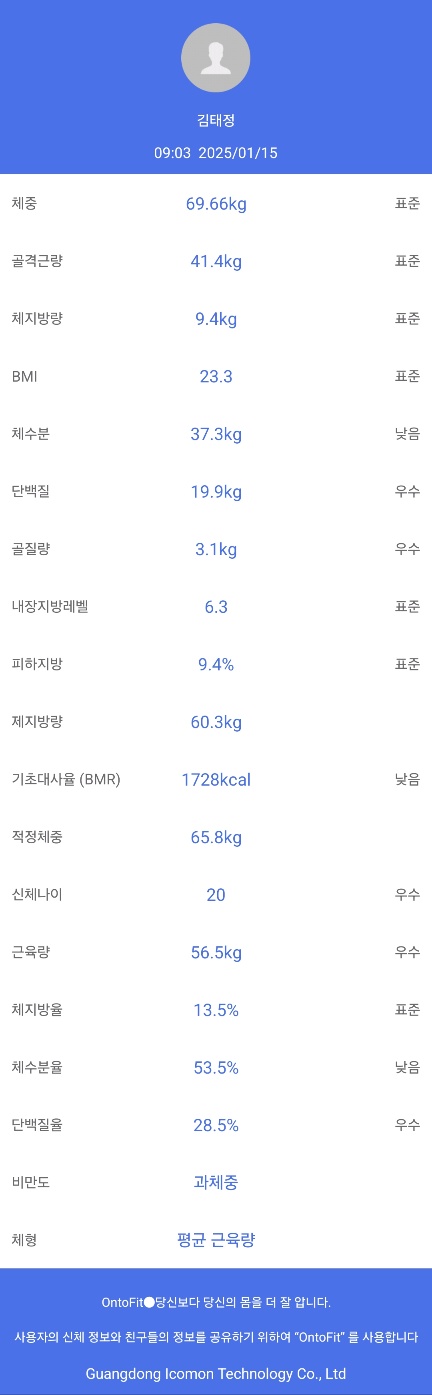 김태정
09:03 2025/01/15
체중 69.66kg 표준
골격근량 41.4kg 표준
체지방량 9.4kg 표준
BMI 23.3 표준
체수분 37.3kg 낮음
단백질 19.9kg 우수
골질량 3.1kg 우수
내장지방레벨 6.3 표준
피하지방 9.4% 표준
제지방량 60.3kg
기초대사율 (BMR) 1728kcal 낮음
적정체중 65.8kg
신체나이 20 우수
근육량 56.5kg 우수
체지방율 13.5% 표준
체수분율 53.5% 낮음
단백질율 28.5% 우수
비만도 과체중
체형 평균 근육량
OntoFit●당신보다 당신의 몸을 더 잘 압니다.
사용자의 신체 정보와 친구들의 정보를 공유하기 위하여 “OntoFit” 를 사용합니다
Guangdong Icomon Technology Co., Ltd